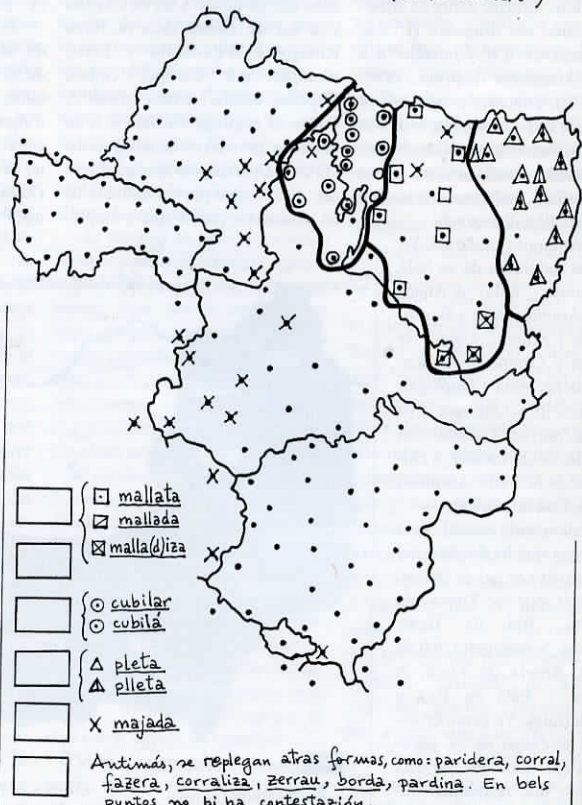 mallata
mallada
malla(d)iza
cubilar
cubilá
pleta
plleta
majada
Antimás, se replegan atras formas, como: paridera, corral,
fazera, corraliza, zerrau, borda, pardina. En bels
puntos no bi ha contestazión.